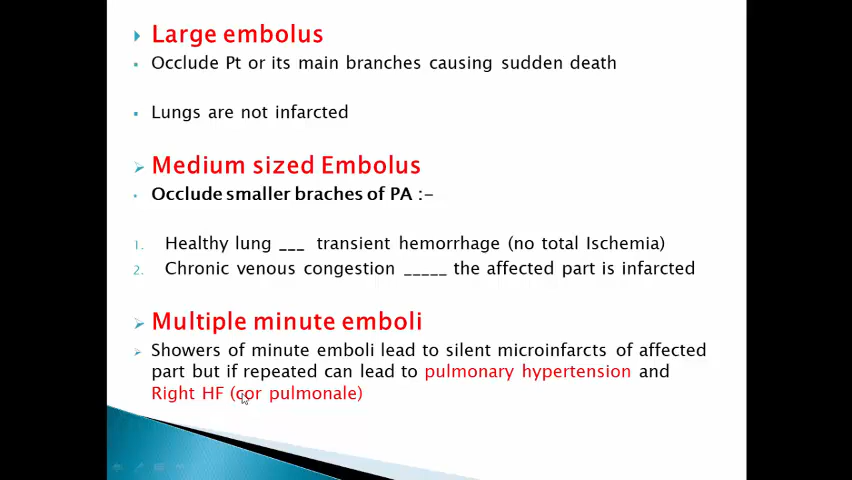 Large embolus
Occlude Pt or its main branches causing sudden death
Lungs are not infarcted
Medium sized Embolus
Occlude smaller braches of PA :-
1. Healthy lung ___ transient hemorrhage (no total Ischemia)
2. Chronic venous congestion _____ the affected part is infarcted
Multiple minute emboli
Showers of minute emboli lead to silent microinfarcts of affected
part but if repeated can lead to pulmonary hypertension and
Right HF (cor pulmonale)